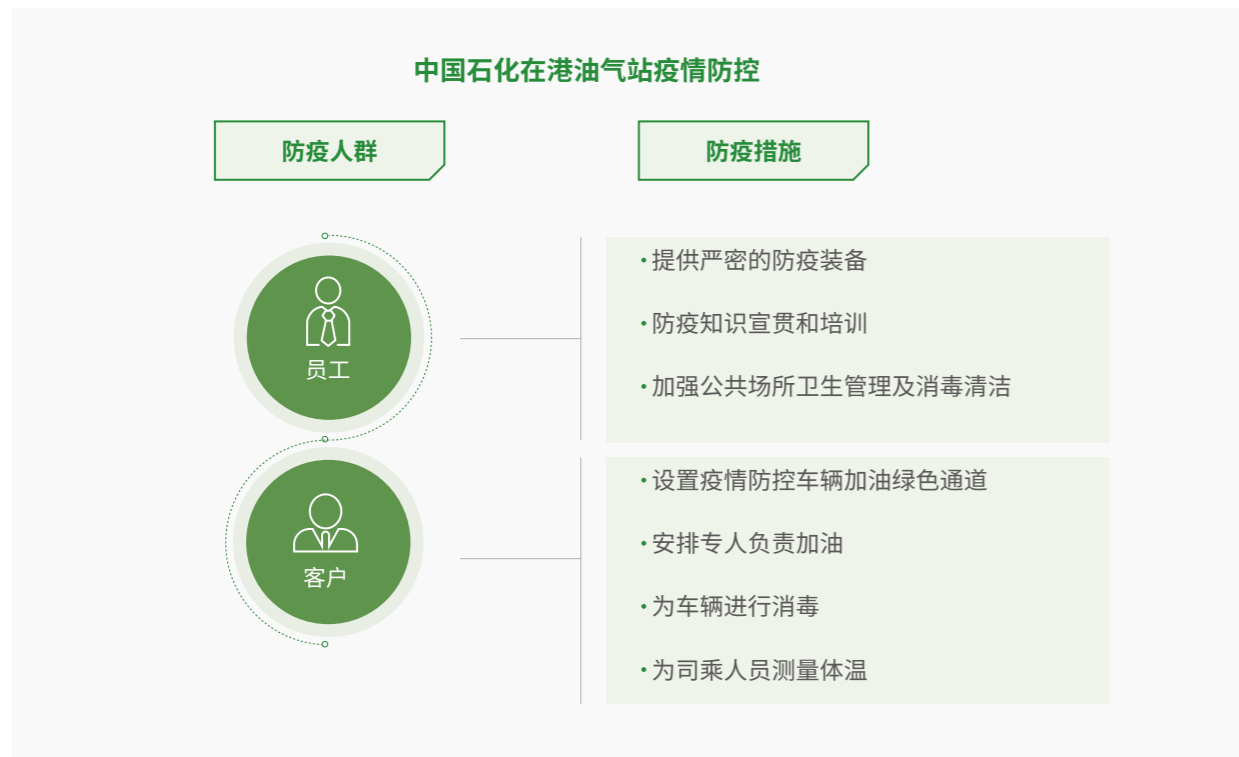 中国石化在港油气站疫情防控
防疫人群
防疫措施
员工
·提供严密的防疫装备
·防疫知识宣贯和培训
·加强公共场所卫生管理及消毒清洁
客户
·设置疫情防控车辆加油绿色通道
·安排专人负责加油
·为车辆进行消毒
·为司乘人员测量体温